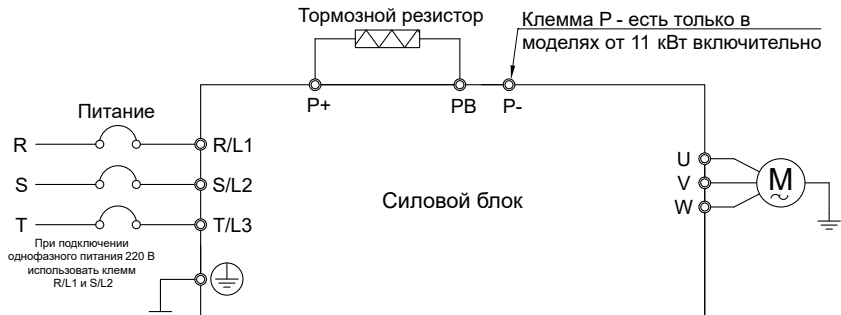 Тормозной резистор
Клемма P - есть только в
моделях от 11 кВт включительно
P+
PB
P-
Питание
R
R/L1
S
S/L2
T
T/L3
При подключении
однофазного питания 220 В
использовать клемм
R/L1 и S/L2
Силовой блок
U
V
W
M
~